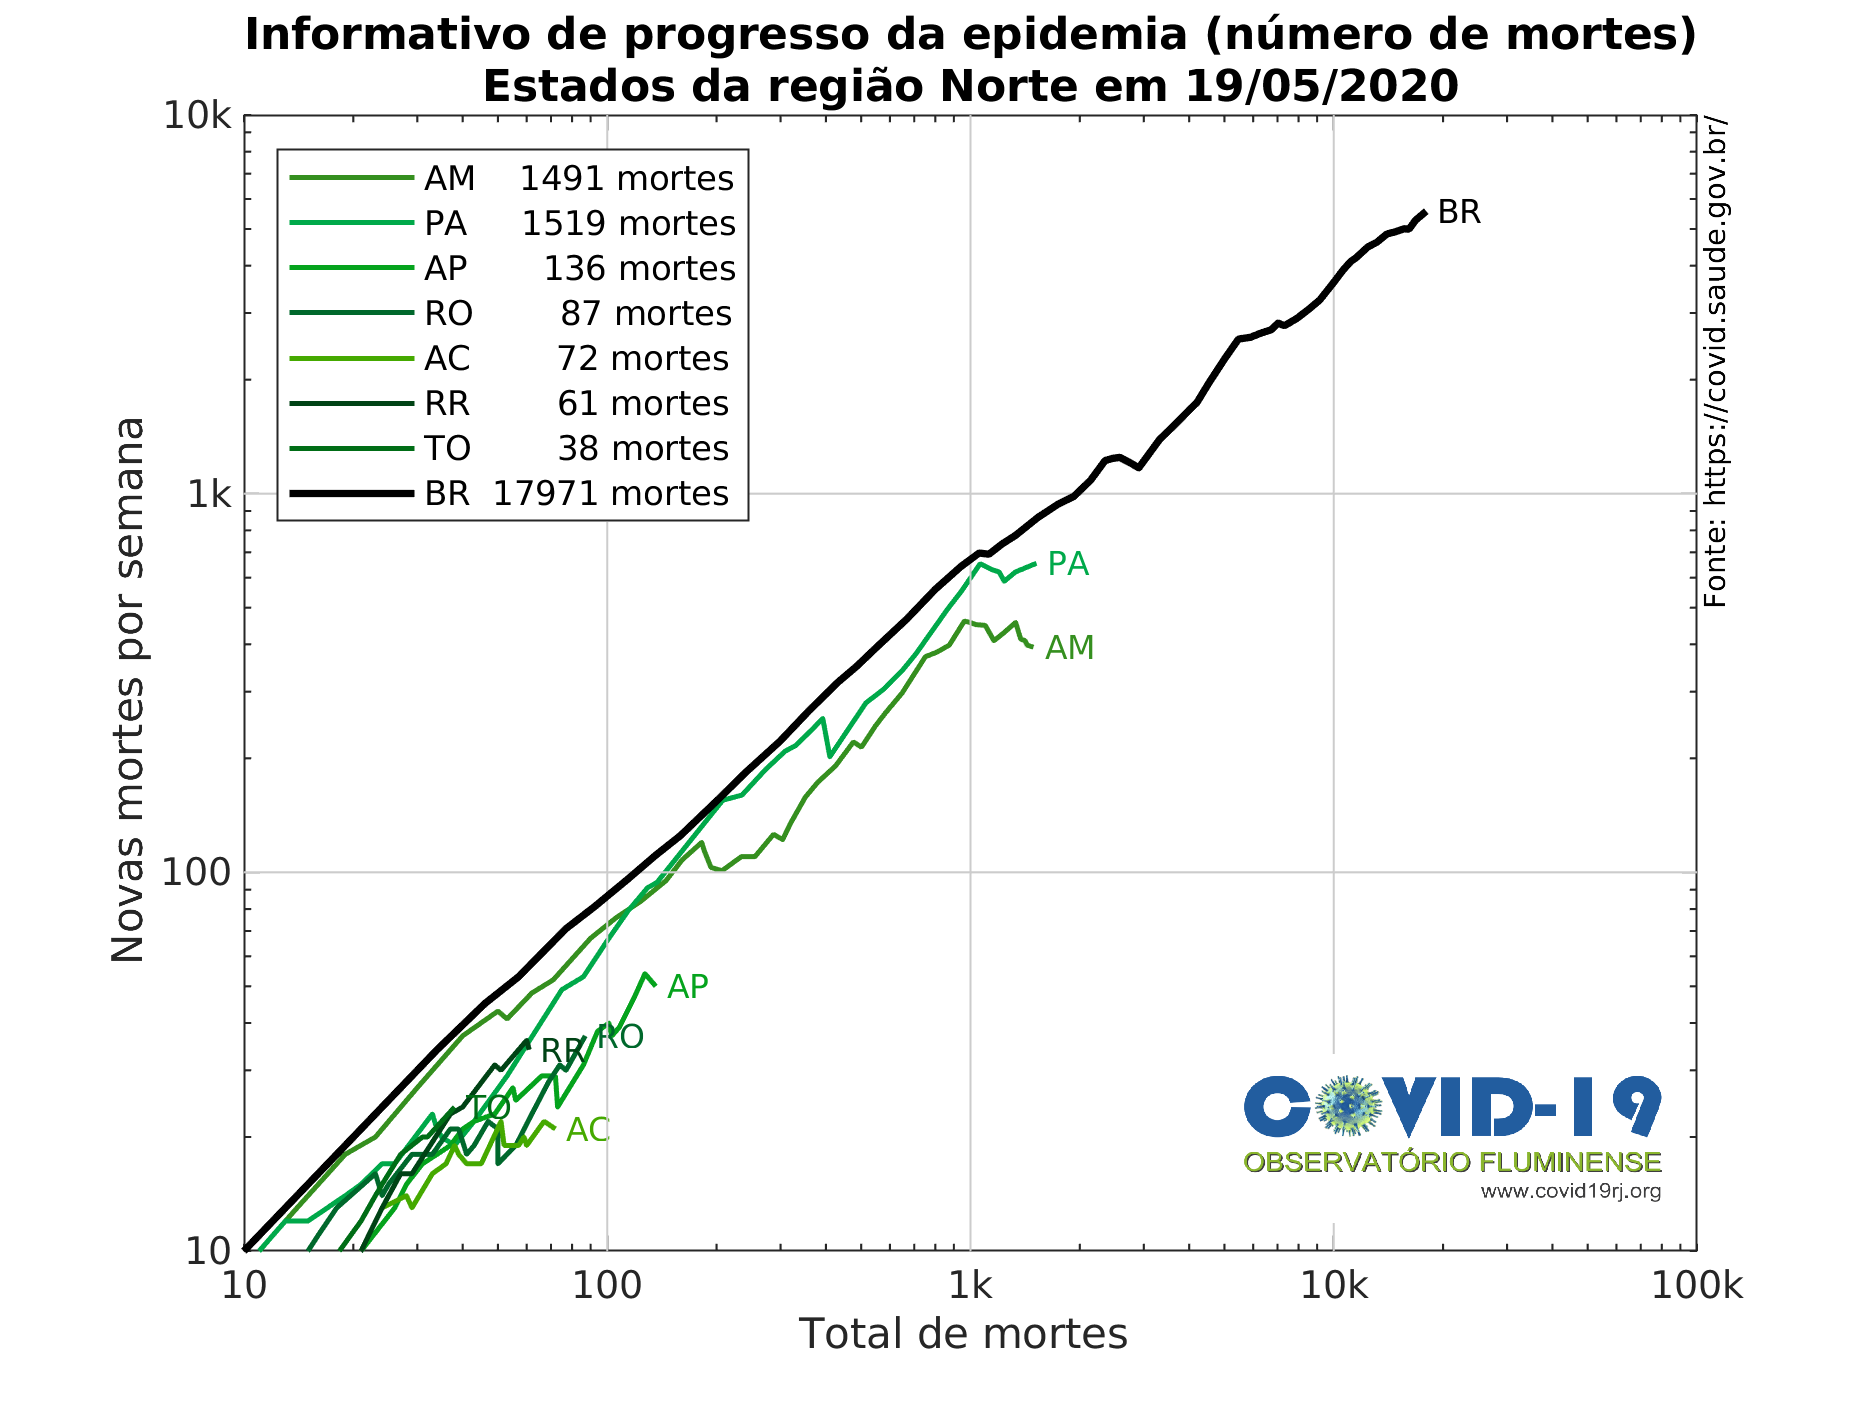 Informativo de progresso da epidemia (número de mortes)
Estados da região Norte em 19/05/2020
10k
1k
100
10
Novas mortes por semana
AM 1491 mortes
PA 1519 mortes
AP 136 mortes
RO 87 mortes
AC 72 mortes
RR 61 mortes
TO 38 mortes
BR 17971 mortes
BR
PA
AM
AP
RO
RR
TO
AC
Fonte: https://covid.saude.gov.br/
COVID-19
OBSERVATÓRIO FLUMINENSE
www.covid19rj.org
10 100 1k 10k 100k
Total de mortes